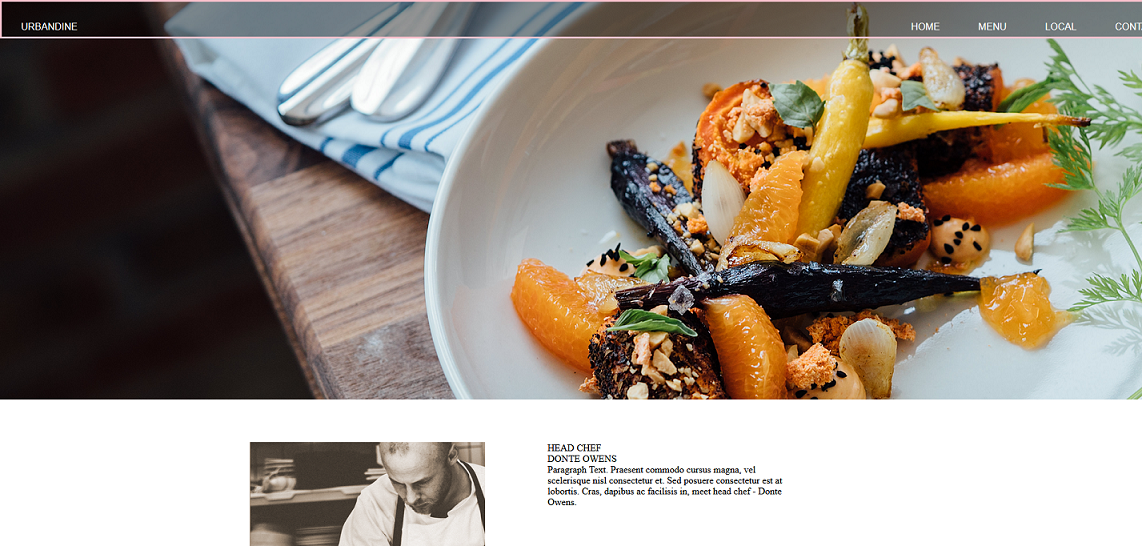 URBANDINE HOME MENU LOCAL
HEAD CHEF
DONTE OWENS
Paragraph Text. Praesent commodo cursus magna, vel
scelerisque nisl consectetur et. Sed posuere consectetur est at
lobortis. Cras, dapibus ac facilisis in, meet head chef - Donte
Owens.